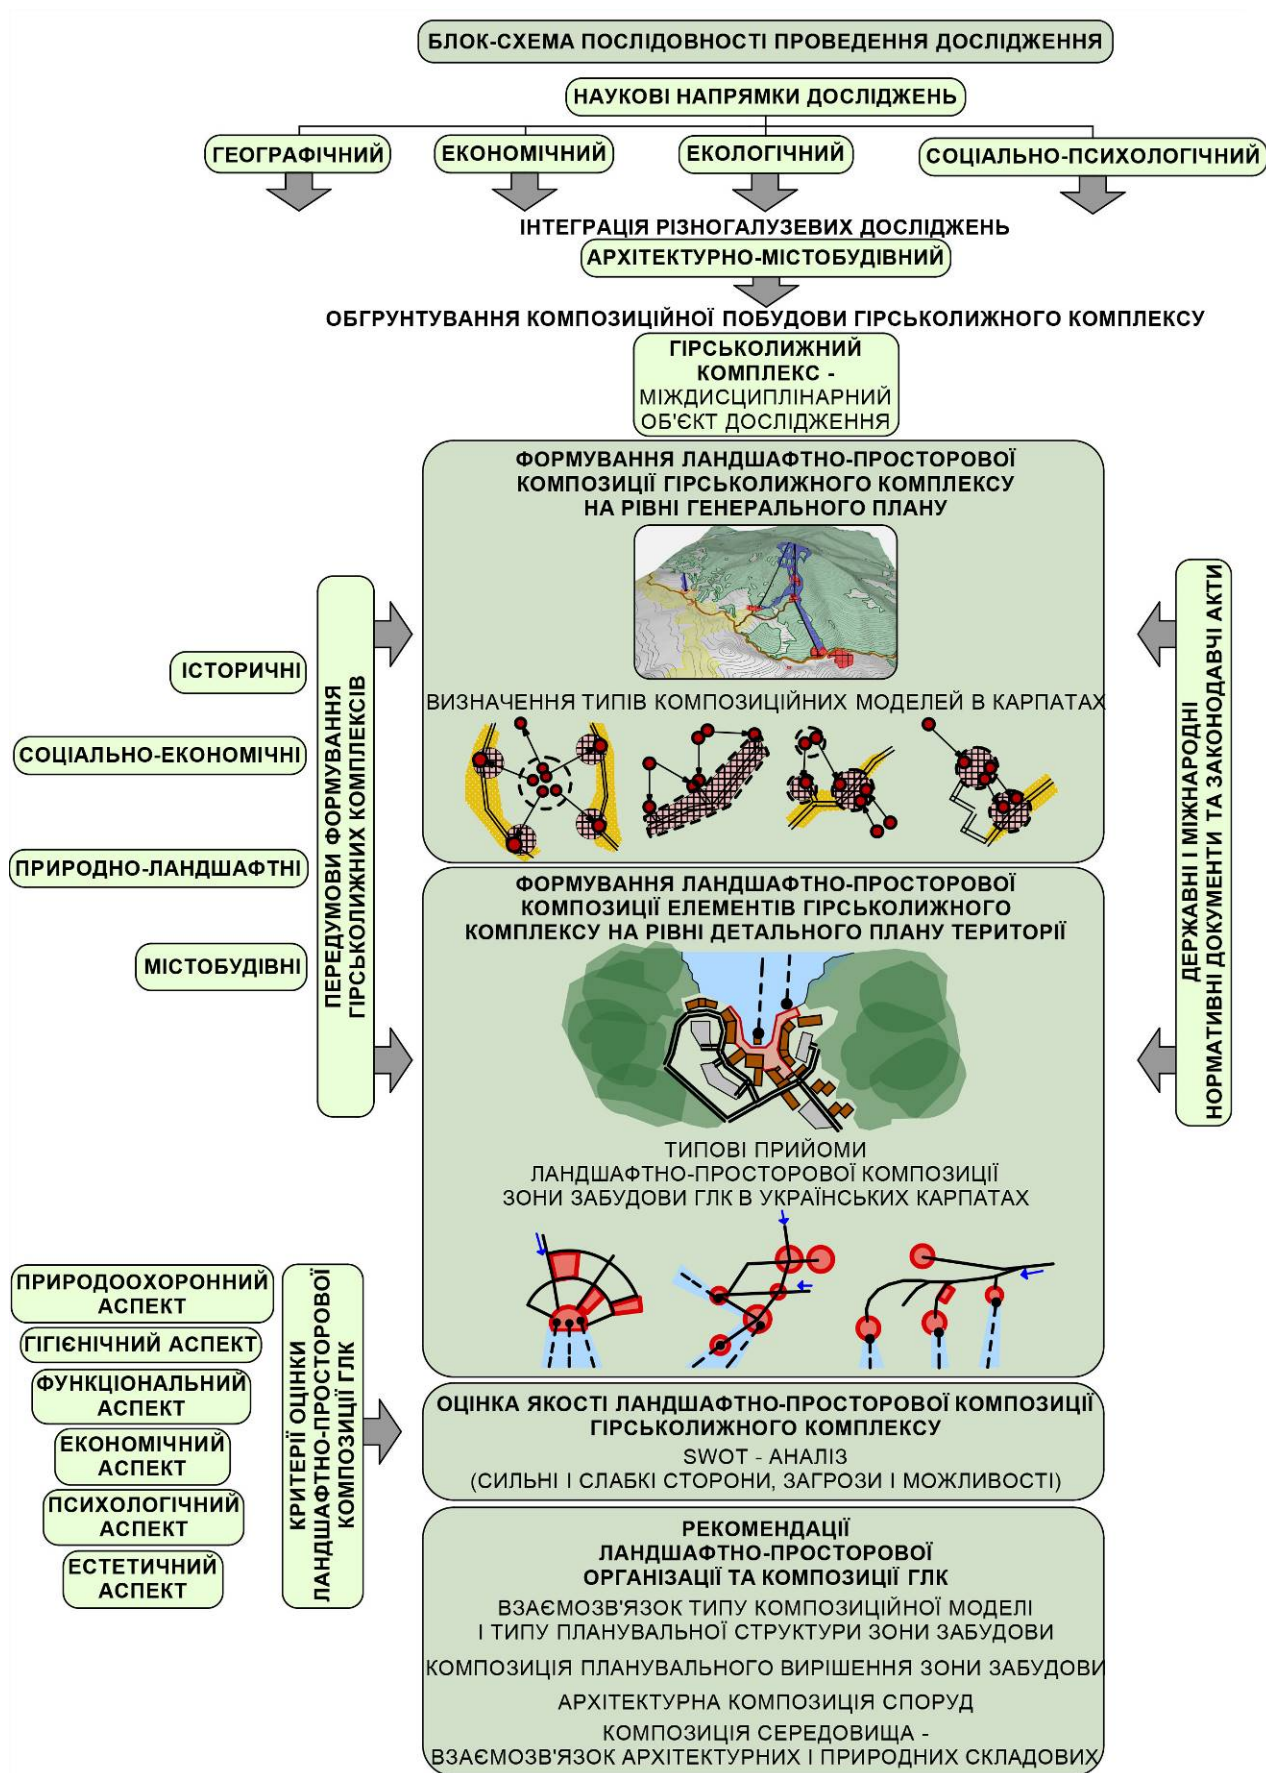 БЛОК-СХЕМА ПОСЛІДОВНОСТІ ПРОВЕДЕННЯ ДОСЛІДЖЕННЯ
НАУКОВІ НАПРЯМКИ ДОСЛІДЖЕНЬ
ГЕОГРАФІЧНИЙ
ЕКОНОМІЧНИЙ
ЕКОЛОГІЧНИЙ
СОЦІАЛЬНО-ПСИХОЛОГІЧНИЙ
ІНТЕГРАЦІЯ РІЗНОГАЛУЗЕВИХ ДОСЛІДЖЕНЬ
АРХІТЕКТУРНО-МІСТОБУДІВНИЙ
ОБГРУНТУВАННЯ КОМПОЗИЦІЙНОЇ ПОБУДОВИ ГІРСЬКОЛИЖНОГО КОМПЛЕКСУ
ГІРСЬКОЛИЖНИЙ
КОМПЛЕКС -
МІЖДИСЦИПЛІНАРНИЙ
ОБ'ЄКТ ДОСЛІДЖЕННЯ
ФОРМУВАННЯ ЛАНДШАФТНО-ПРОСТОРОВОЇ
КОМПОЗИЦІЇ ГІРСЬКОЛИЖНОГО КОМПЛЕКСУ
НА РІВНІ ГЕНЕРАЛЬНОГО ПЛАНУ
ВИЗНАЧЕННЯ ТИПІВ КОМПОЗИЦІЙНИХ МОДЕЛЕЙ В КАРПАТАХ
ІСТОРИЧНІ
СОЦІАЛЬНО-ЕКОНОМІЧНІ
ПРИРОДНО-ЛАНДШАФТНІ
МІСТОБУДІВНІ
ПЕРЕДУМОВИ ФОРМУВАННЯ
ГІРСЬКОЛИЖНИХ КОМПЛЕКСІВ
ДЕРЖАВНІ І МІЖНАРОДНІ
НОРМАТИВНІ ДОКУМЕНТИ ТА ЗАКОНОДАВЧІ АКТИ
ФОРМУВАННЯ ЛАНДШАФТНО-ПРОСТОРОВОЇ
КОМПОЗИЦІЇ ЕЛЕМЕНТІВ ГІРСЬКОЛИЖНОГО
КОМПЛЕКСУ НА РІВНІ ДЕТАЛЬНОГО ПЛАНУ ТЕРИТОРІЇ
ТИПОВІ ПРИЙОМИ
ЛАНДШАФТНО-ПРОСТОРОВОЇ КОМПОЗИЦІЇ
ЗОНИ ЗАБУДОВИ ГЛК В УКРАЇНСЬКИХ КАРПАТАХ
ПРИРОДООХОРОННИЙ
АСПЕКТ
ГІГІЄНІЧНИЙ АСПЕКТ
ФУНКЦІОНАЛЬНИЙ
АСПЕКТ
ЕКОНОМІЧНИЙ
АСПЕКТ
ПСИХОЛОГІЧНИЙ
АСПЕКТ
ЕСТЕТИЧНИЙ
АСПЕКТ
КРИТЕРІЇ ОЦІНКИ
ЛАНДШАФТНО-ПРОСТОРОВОЇ
КОМПОЗИЦІЇ ГЛК
ОЦІНКА ЯКОСТІ ЛАНДШАФТНО-ПРОСТОРОВОЇ КОМПОЗИЦІЇ
ГІРСЬКОЛИЖНОГО КОМПЛЕКСУ
SWOT - АНАЛІЗ
(СИЛЬНІ І СЛАБКІ СТОРОНИ, ЗАГРОЗИ І МОЖЛИВОСТІ)
РЕКОМЕНДАЦІЇ
ЛАНДШАФТНО-ПРОСТОРОВОЇ
ОРГАНІЗАЦІЇ ТА КОМПОЗИЦІЇ ГЛК
ВЗАЄМОЗВ'ЯЗОК ТИПУ КОМПОЗИЦІЙНОЇ МОДЕЛІ
І ТИПУ ПЛАНУВАЛЬНОЇ СТРУКТУРИ ЗОНИ ЗАБУДОВИ
КОМПОЗИЦІЯ ПЛАНУВАЛЬНОГО ВИРІШЕННЯ ЗОНИ ЗАБУДОВИ
АРХІТЕКТУРНА КОМПОЗИЦІЯ СПОРУД
КОМПОЗИЦІЯ СЕРЕДОВИЩА -
ВЗАЄМОЗВ'ЯЗОК АРХІТЕКТУРНИХ І ПРИРОДНИХ СКЛАДОВИХ